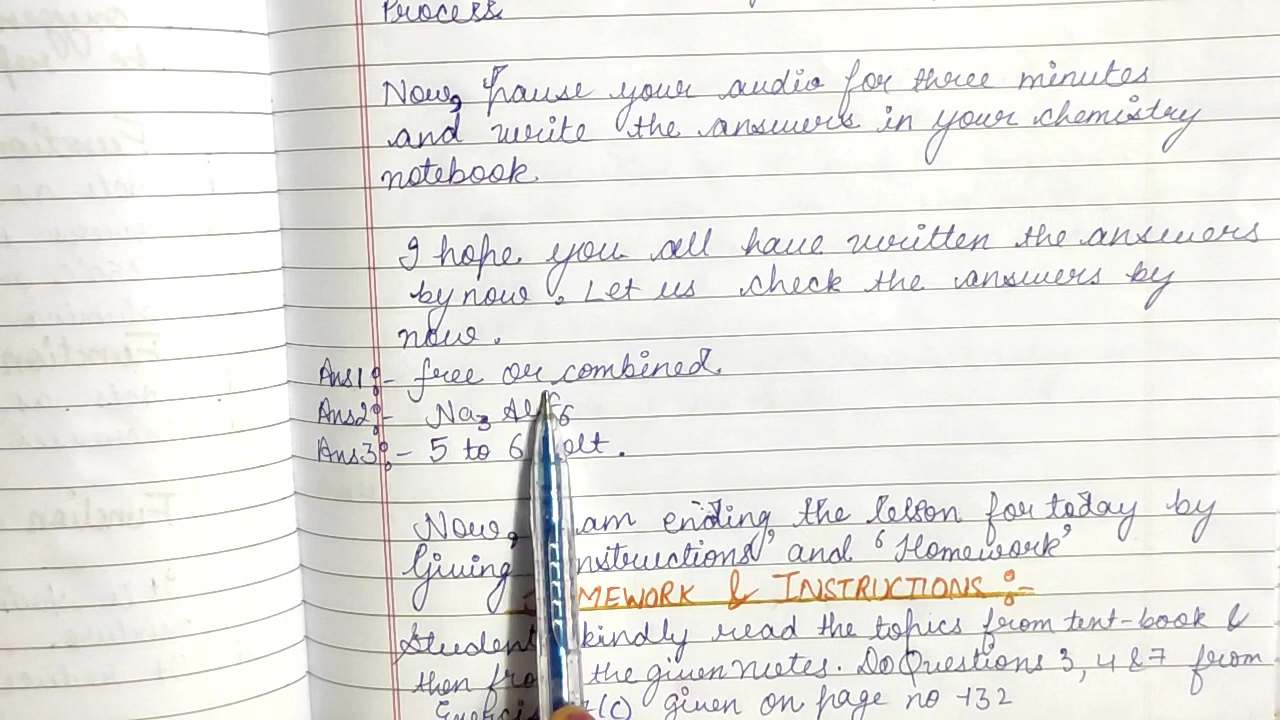 Process
Now, pause your audio for three minutes
and write the answers in your chemistry
notebook.
I hope you all have written the answers
by now. Let us check the answers by
now.
Ans1:- free or combined.
Ans2:- Na3 AlF6
Ans3:- 5 to 6 volt.
Now, am ending the lesson for today by
Giving Instructions' and 'Homework'
HOMEWORK & INSTRUCTIONS :-
Students kindly read the topics from text-book &
then from the given notes. Do Questions 3, 4 & 7 from
(C) given on page no 132